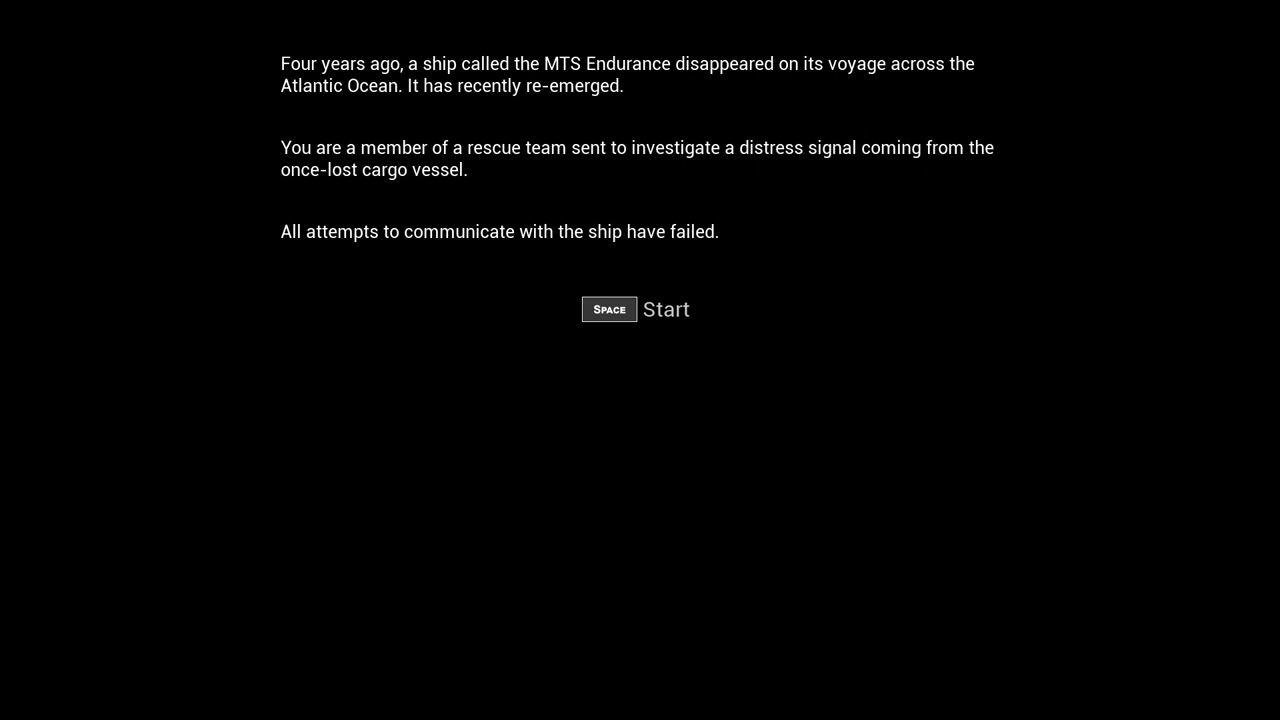 Four years ago, a ship called the MTS Endurance disappeared on its voyage across the
Atlantic Ocean. It has recently re-emerged.
You are a member of a rescue team sent to investigate a distress signal coming from the
once-lost cargo vessel.
All attempts to communicate with the ship have failed.
SPACE Start